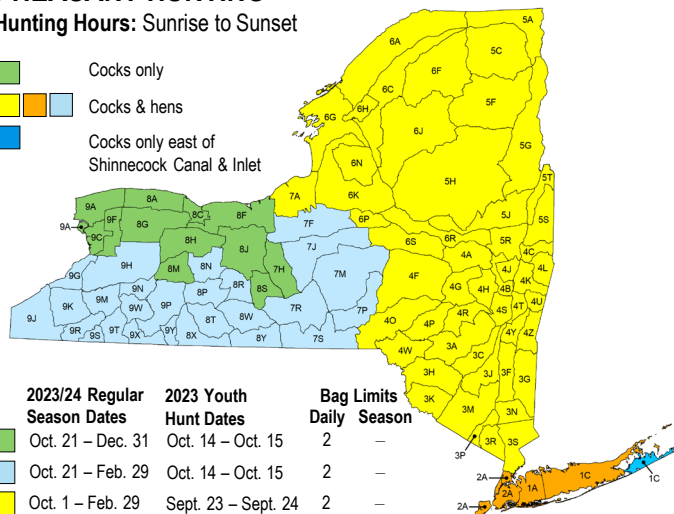 PHEASANT HUNTING
Hunting Hours: Sunrise to Sunset
Cocks only
Cocks & hens
Cocks only east of
Shinnecock Canal & Inlet
5A
6A
5C
6F
6C
5F
6H
6G
6J
5G
6N
5H
5T
6K
7A
9A
8A
8C
8F
9F
8G
9A
9C
7F
6P
5J
5S
8H
8J
7J
6S
6R
5R
4A
4C
9G
9H
8M
8N
7H
7M
4F
4J
4L
4K
9N
8P
8R
8S
4G
4H
4B
9K
9M
9W
9P
7R
7P
4R
4S
4T
4U
9J
8T
8W
4O
4P
9R
9S
9T
9X
9Y
8X
8Y
7S
4Y
4Z
4W
3A
3C
3H
3J
3F
3G
3K
3M
3N
3P
3R
3S
2A
2A
2A
1A
1C
1C
2023/24 Regular
Season Dates
2023 Youth
Hunt Dates
Bag Limits
Daily Season
Oct. 21 – Dec. 31 Oct. 14 – Oct. 15 2 –
Oct. 21 – Feb. 29 Oct. 14 – Oct. 15 2 –
Oct. 1 – Feb. 29 Sept. 23 – Sept. 24 2 –